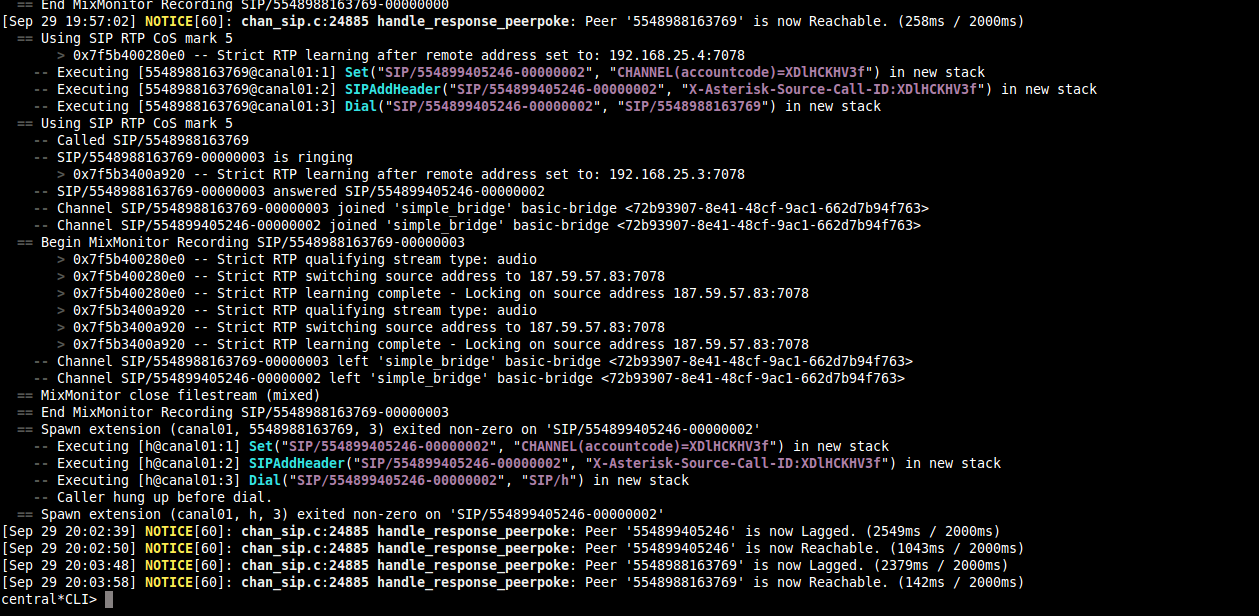 == End MixMonitor Recording SIP/5548988163769-00000000
[Sep 29 19:57:02] NOTICE[60]: chan_sip.c:24885 handle_response_peerpoke: Peer '5548988163769' is now Reachable. (258ms / 2000ms)
== Using SIP RTP CoS mark 5
> 0x7f5b400280e0 -- Strict RTP learning after remote address set to: 192.168.25.4:7078
-- Executing [5548988163769@canal01:1] Set("SIP/554899405246-00000002", "CHANNEL(accountcode)=XDlHCKHV3f") in new stack
-- Executing [5548988163769@canal01:2] SIPAddHeader("SIP/554899405246-00000002", "X-Asterisk-Source-Call-ID:XDlHCKHV3f") in new stack
-- Executing [5548988163769@canal01:3] Dial("SIP/554899405246-00000002", "SIP/5548988163769") in new stack
== Using SIP RTP CoS mark 5
-- Called SIP/5548988163769
-- SIP/5548988163769-00000003 is ringing
> 0x7f5b3400a920 -- Strict RTP learning after remote address set to: 192.168.25.3:7078
-- SIP/5548988163769-00000003 answered SIP/554899405246-00000002
-- Channel SIP/5548988163769-00000003 joined 'simple_bridge' basic-bridge <72b93907-8e41-48cf-9ac1-662d7b94f763>
-- Channel SIP/554899405246-00000002 joined 'simple_bridge' basic-bridge <72b93907-8e41-48cf-9ac1-662d7b94f763>
== Begin MixMonitor Recording SIP/5548988163769-00000003
> 0x7f5b400280e0 -- Strict RTP qualifying stream type: audio
> 0x7f5b400280e0 -- Strict RTP switching source address to 187.59.57.83:7078
> 0x7f5b400280e0 -- Strict RTP learning complete - Locking on source address 187.59.57.83:7078
> 0x7f5b3400a920 -- Strict RTP qualifying stream type: audio
> 0x7f5b3400a920 -- Strict RTP switching source address to 187.59.57.83:7078
> 0x7f5b3400a920 -- Strict RTP learning complete - Locking on source address 187.59.57.83:7078
-- Channel SIP/5548988163769-00000003 left 'simple_bridge' basic-bridge <72b93907-8e41-48cf-9ac1-662d7b94f763>
-- Channel SIP/554899405246-00000002 left 'simple_bridge' basic-bridge <72b93907-8e41-48cf-9ac1-662d7b94f763>
== MixMonitor close filestream (mixed)
== End MixMonitor Recording SIP/5548988163769-00000003
== Spawn extension (canal01, 5548988163769, 3) exited non-zero on 'SIP/554899405246-00000002'
-- Executing [h@canal01:1] Set("SIP/554899405246-00000002", "CHANNEL(accountcode)=XDlHCKHV3f") in new stack
-- Executing [h@canal01:2] SIPAddHeader("SIP/554899405246-00000002", "X-Asterisk-Source-Call-ID:XDlHCKHV3f") in new stack
-- Executing [h@canal01:3] Dial("SIP/554899405246-00000002", "SIP/h") in new stack
-- Caller hung up before dial.
== Spawn extension (canal01, h, 3) exited non-zero on 'SIP/554899405246-00000002'
[Sep 29 20:02:39] NOTICE[60]: chan_sip.c:24885 handle_response_peerpoke: Peer '554899405246' is now Lagged. (2549ms / 2000ms)
[Sep 29 20:02:50] NOTICE[60]: chan_sip.c:24885 handle_response_peerpoke: Peer '554899405246' is now Reachable. (1043ms / 2000ms)
[Sep 29 20:03:48] NOTICE[60]: chan_sip.c:24885 handle_response_peerpoke: Peer '5548988163769' is now Lagged. (2379ms / 2000ms)
[Sep 29 20:03:58] NOTICE[60]: chan_sip.c:24885 handle_response_peerpoke: Peer '5548988163769' is now Reachable. (142ms / 2000ms)
central*CLI>